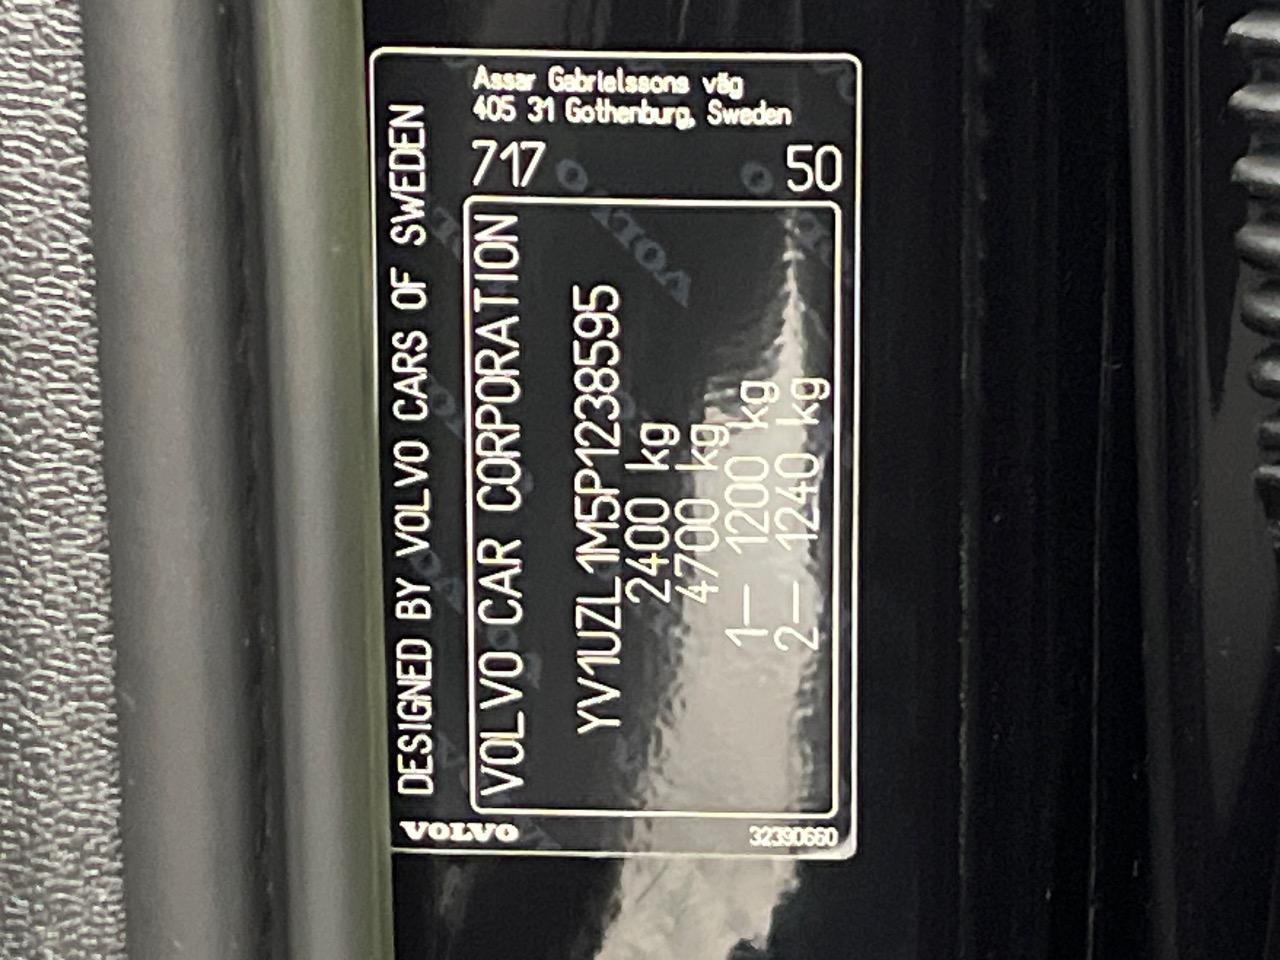 Assar Gabrielssons väg
405 31 Gothenburg, Sweden
717
50
DESIGNED BY VOLVO CARS OF SWEDEN
VOLVO CAR CORPORATION
YV1UZL1M5P1238595
2400 kg
4700 kg
1— 1200 kg
2— 1240 kg
VOLVO
32390660